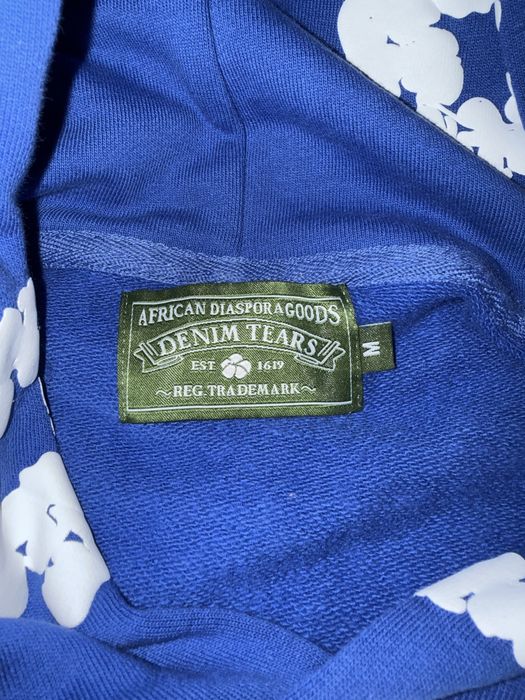 AFRICAN DIASPORA GOODS
DENIM TEARS
EST 1619
~REG. TRADEMARK~
M